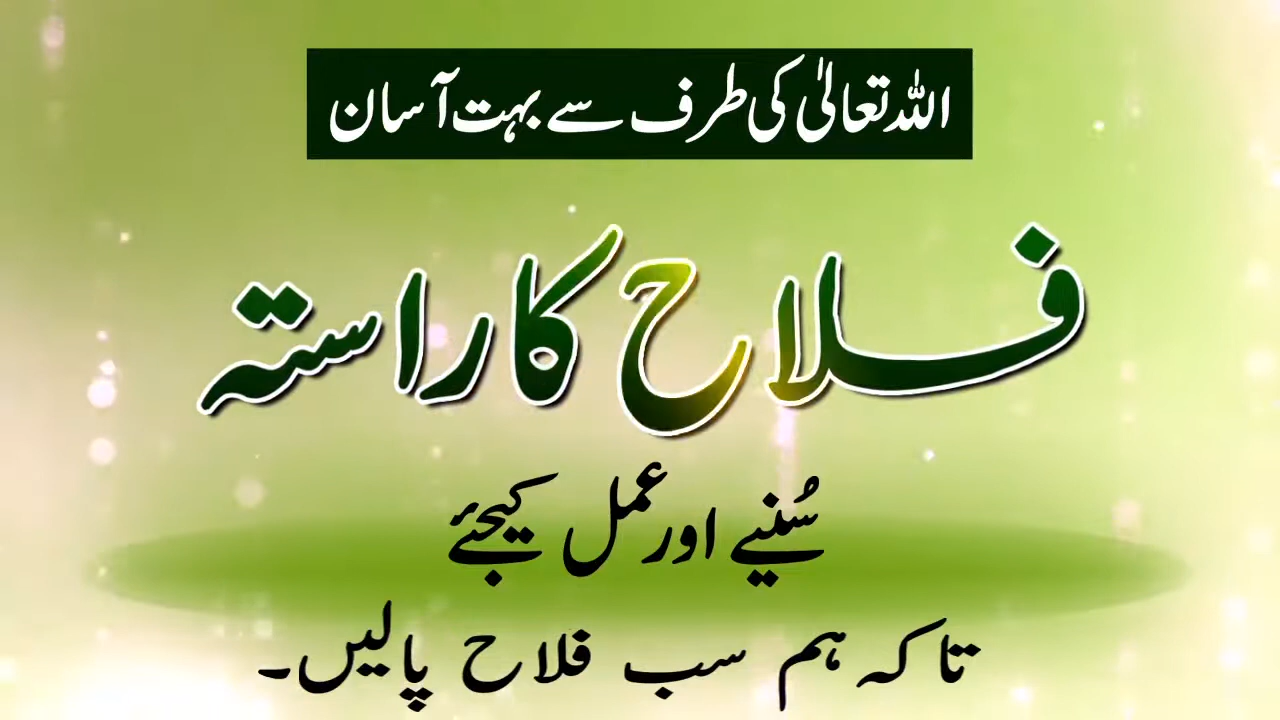 اللہ تعالیٰ کی طرف سے بہت آسان
فلاح کا راستہ
سُنیے اور عمل کیجئے
تاکہ ہم سب فلاح پالیں۔